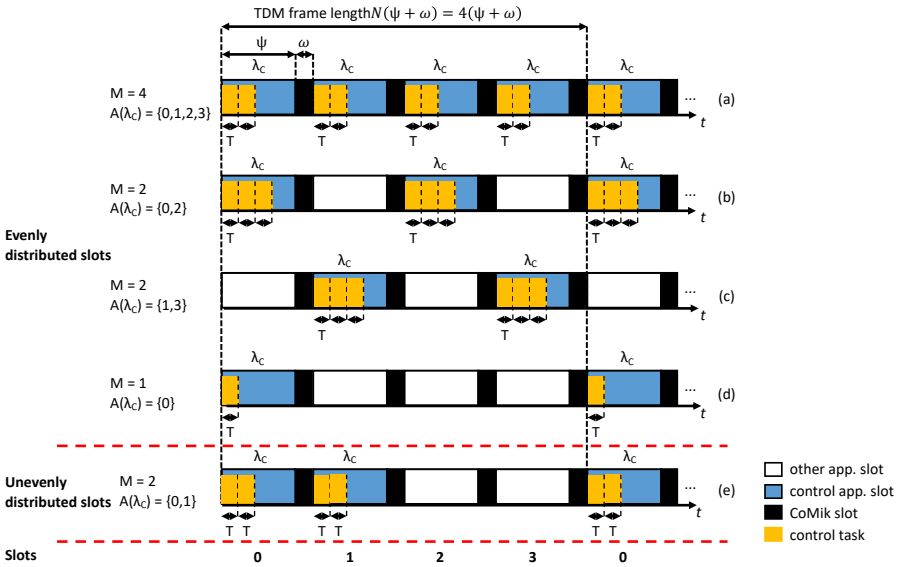 TDM frame length N(ψ + ω) = 4(ψ + ω)
ψ ω
λC λC λC λC λC
M = 4
A(λC) = {0,1,2,3}
... (a)
t
T T T T T
λC λC λC
M = 2
A(λC) = {0,2}
... (b)
t
T T T
Evenly
distributed slots
λC λC
M = 2
A(λC) = {1,3}
... (c)
t
T T
λC λC
M = 1
A(λC) = {0}
... (d)
t
T T
λC λC λC
Unevenly
distributed slots
M = 2
A(λC) = {0,1}
... (e)
t
T T T T T T
other app. slot
control app. slot
CoMik slot
control task
Slots 0 1 2 3 0